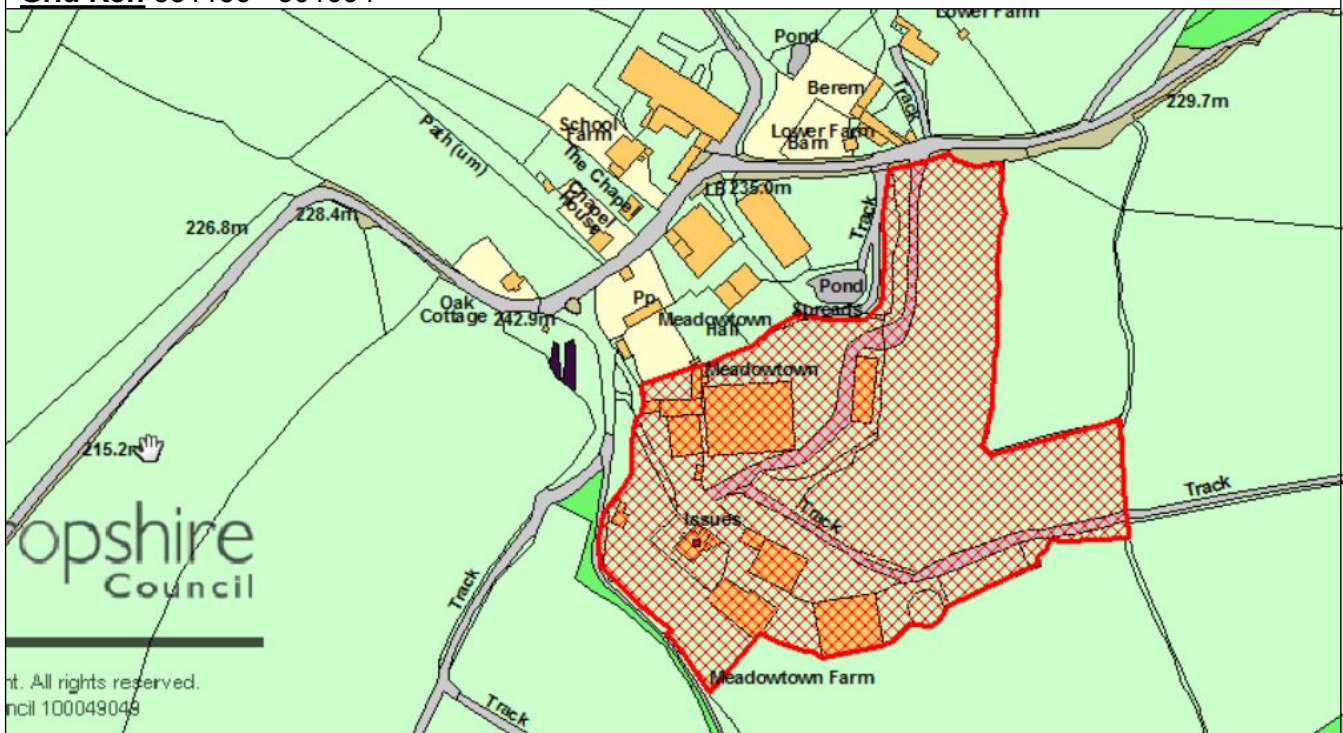 Lower Farm
Pond
Track
Berem
229.7m
School
Farm
Lower Farm
Barn
Path (um)
The Chapel
Chapel
House
LB 235.0m
228.4m
226.8m
Track
Pond
Oak
Cottage 242.9m
Pp
Spreads
Meadowtown
Hall
Meadowtown
215.2m
Track
Issues
Track
ropshire
Council
Track
Meadowtown Farm
nt. All rights reserved.
ncil 100049049
Track